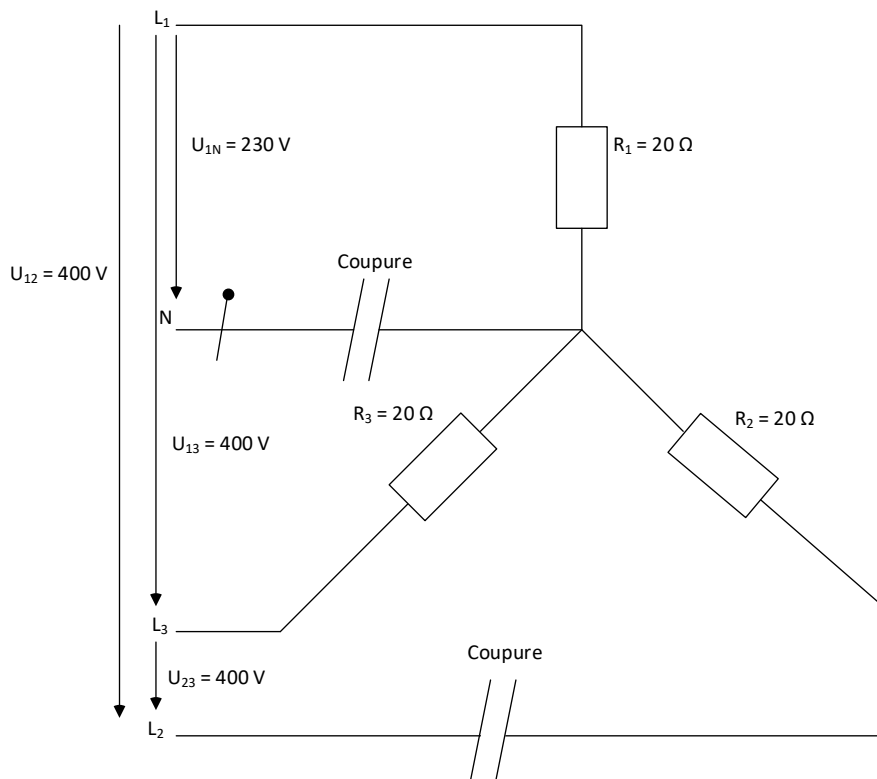 L₁
U₁N = 230 V
R₁ = 20 Ω
Coupure
U₁₂ = 400 V
N
R₃ = 20 Ω
R₂ = 20 Ω
U₁₃ = 400 V
L₃
Coupure
U₂₃ = 400 V
L₂